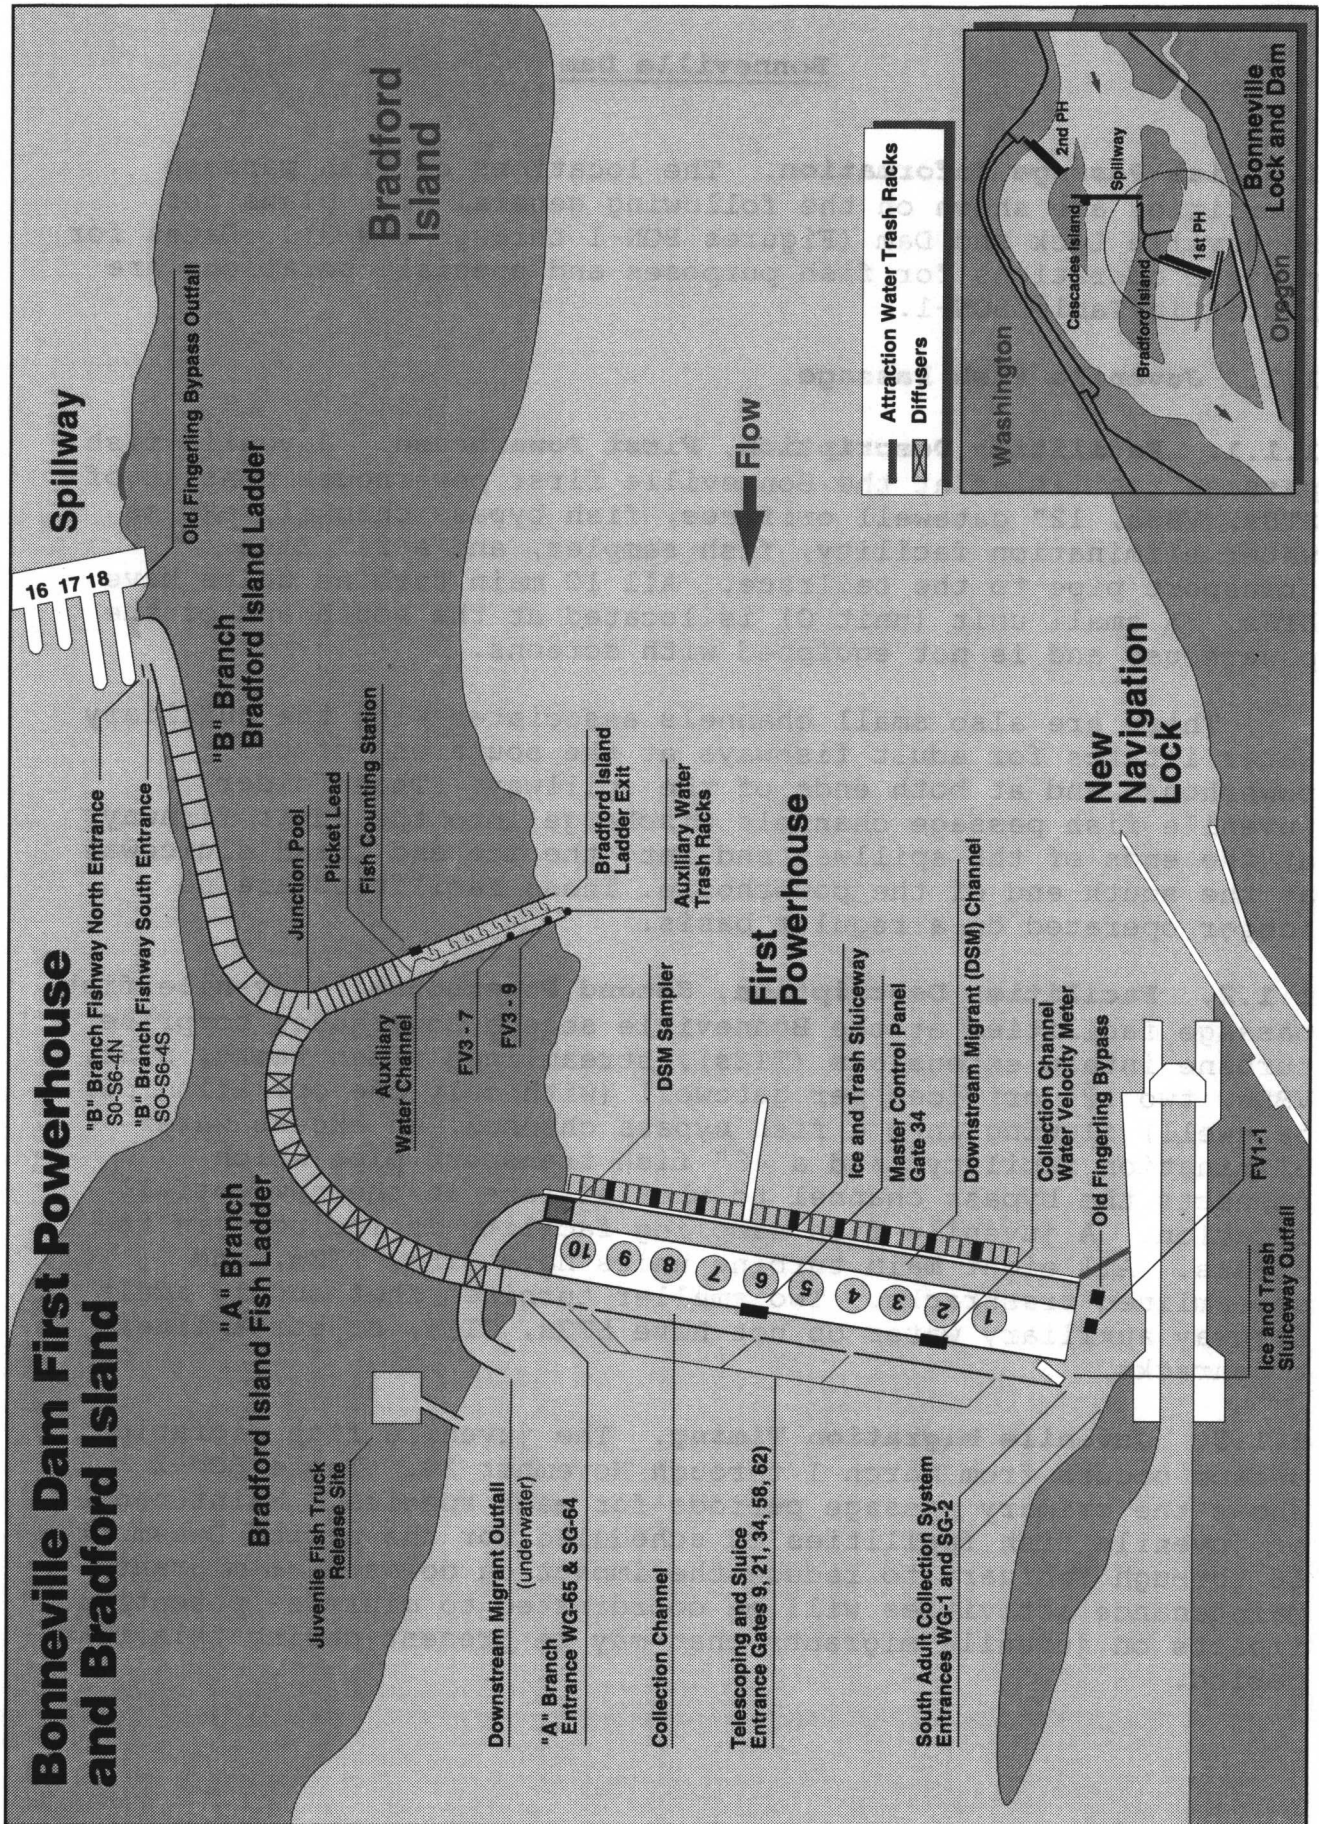 Bonneville Dam First Powerhouse
and Bradford Island
"B" Branch Fishway North Entrance
S0-S6-4N
"B" Branch Fishway South Entrance
SO-S6-4S
Spillway
16
17
18
Old Fingerling Bypass Outfall
"B" Branch
Bradford Island Ladder
"A" Branch
Bradford Island Fish Ladder
Junction Pool
Picket Lead
Fish Counting Station
Bradford
Island
Juvenile Fish Truck
Release Site
Auxiliary
Water Channel
FV3 - 7
FV3 - 9
Bradford Island
Ladder Exit
Auxiliary Water
Trash Racks
Downstream Migrant Outfall
(underwater)
"A" Branch
Entrance WG-65 & SG-64
Collection Channel
Telescoping and Sluice
Entrance Gates 9, 21, 34, 58, 62)
South Adult Collection System
Entrances WG-1 and SG-2
DSM Sampler
10
9
8
7
6
5
4
3
2
1
First
Powerhouse
Flow
Ice and Trash Sluiceway
Master Control Panel
Gate 34
Downstream Migrant (DSM) Channel
Collection Channel
Water Velocity Meter
Old Fingerling Bypass
FV1-1
Ice and Trash
Sluiceway Outfall
New
Navigation
Lock
Attraction Water Trash Racks
Diffusers
Washington
2nd PH
Cascades Island
Spillway
Bradford Island
1st PH
Oregon
Bonneville
Lock and Dam